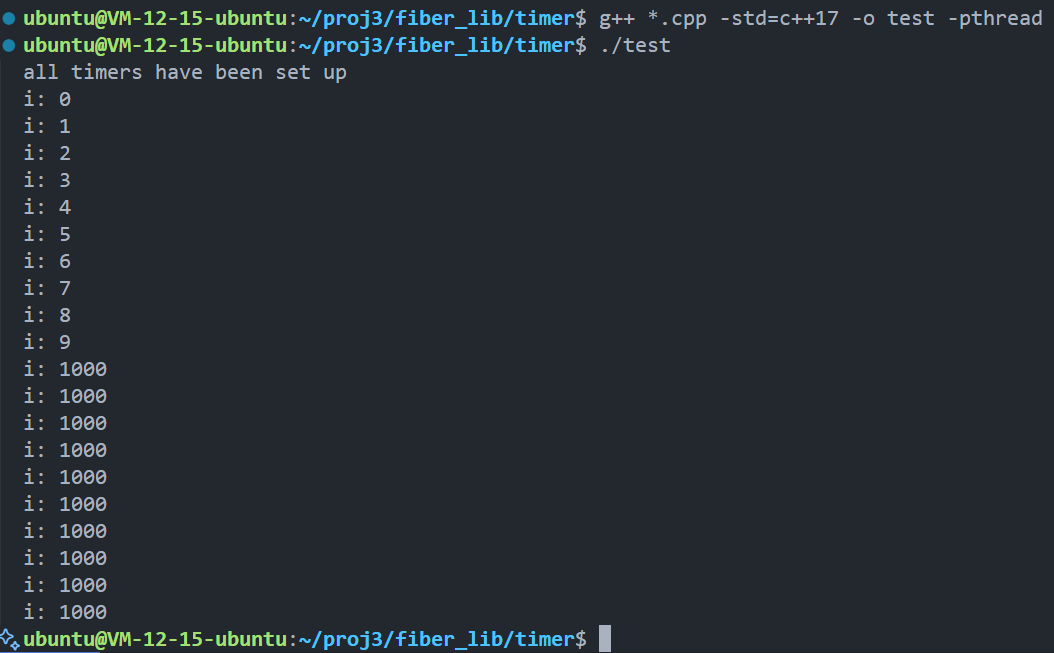 ubuntu@VM-12-15-ubuntu:~/proj3/fiber_lib/timer$ g++ *.cpp -std=c++17 -o test -pthread
ubuntu@VM-12-15-ubuntu:~/proj3/fiber_lib/timer$ ./test
all timers have been set up
i: 0
i: 1
i: 2
i: 3
i: 4
i: 5
i: 6
i: 7
i: 8
i: 9
i: 1000
i: 1000
i: 1000
i: 1000
i: 1000
i: 1000
i: 1000
i: 1000
i: 1000
i: 1000
ubuntu@VM-12-15-ubuntu:~/proj3/fiber_lib/timer$